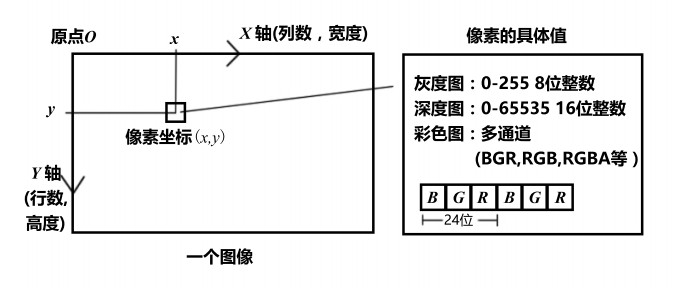 原点O
x
X 轴(列数，宽度)
像素的具体值
y
像素坐标(x,y)
Y 轴
(行数,
高度)
一个图像
灰度图：0-255 8位整数
深度图：0-65535 16位整数
彩色图：多通道
(BGR,RGB,RGBA等 )
B G R B G R
24位